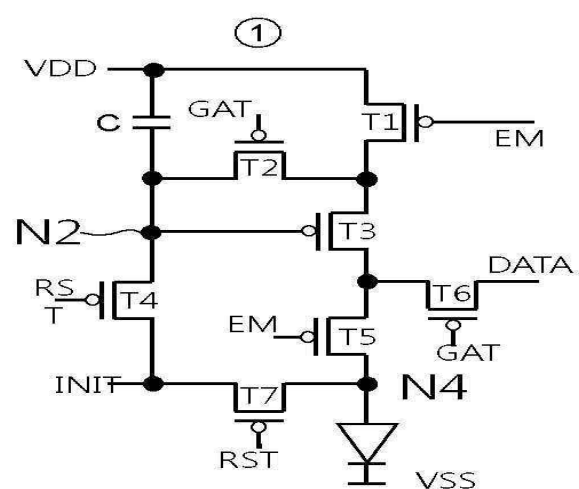 ①
VDD
GAT
C
T1
T2
EM
N2
T3
RS
T
T4
DATA
T6
EM
T5
GAT
INIT
T7
N4
RST
VSS